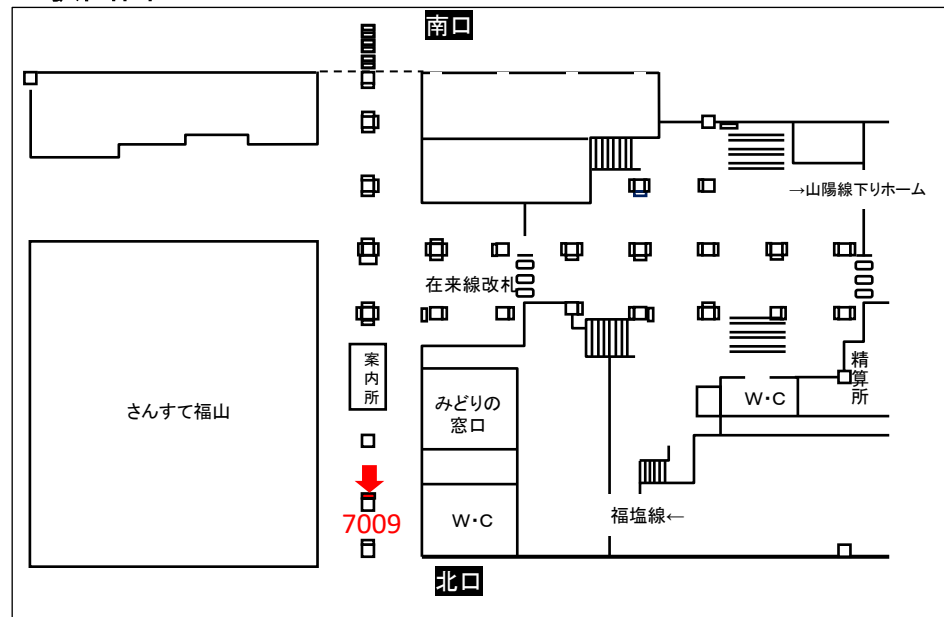 南口
→山陽線下りホーム
在来線改札
案内所
精算所
さんすて福山
みどりの
窓口
W・C
7009
W・C
福塩線←
北口